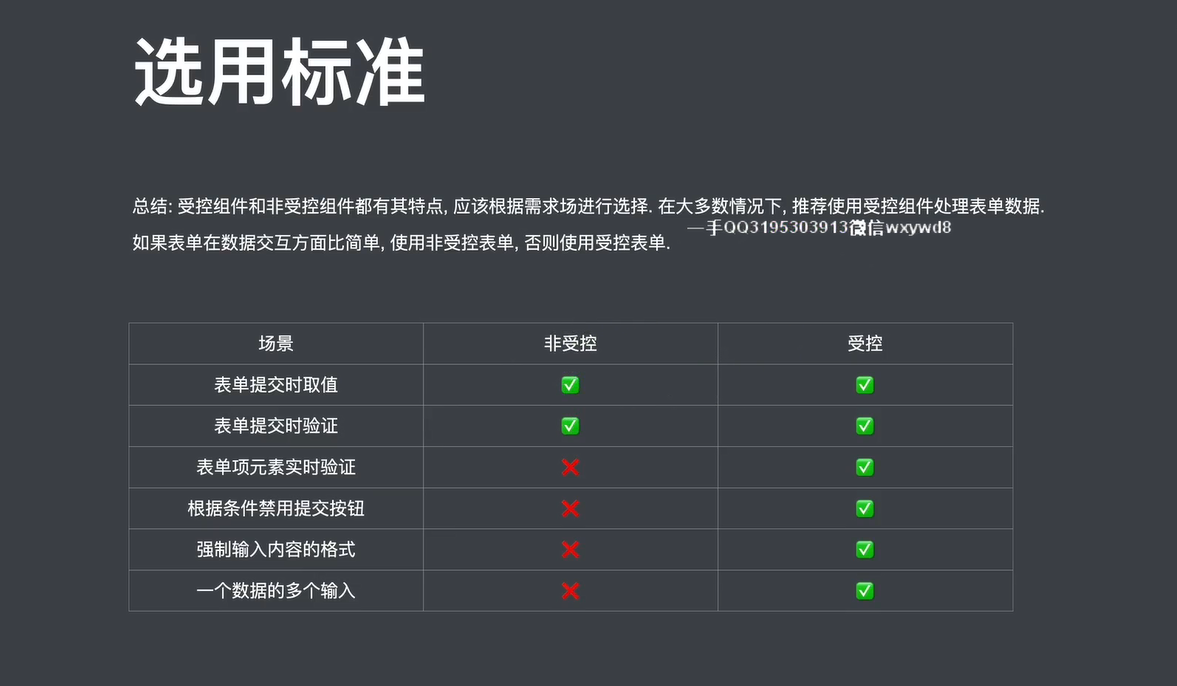 选用标准
总结: 受控组件和非受控组件都有其特点, 应该根据需求场进行选择. 在大多数情况下, 推荐使用受控组件处理表单数据.
一手QQ3195303913微信wxywd8
如果表单在数据交互方面比简单, 使用非受控表单, 否则使用受控表单.
场景 非受控 受控
表单提交时取值 ✅ ✅
表单提交时验证 ✅ ✅
表单项元素实时验证 ❌ ✅
根据条件禁用提交按钮 ❌ ✅
强制输入内容的格式 ❌ ✅
一个数据的多个输入 ❌ ✅